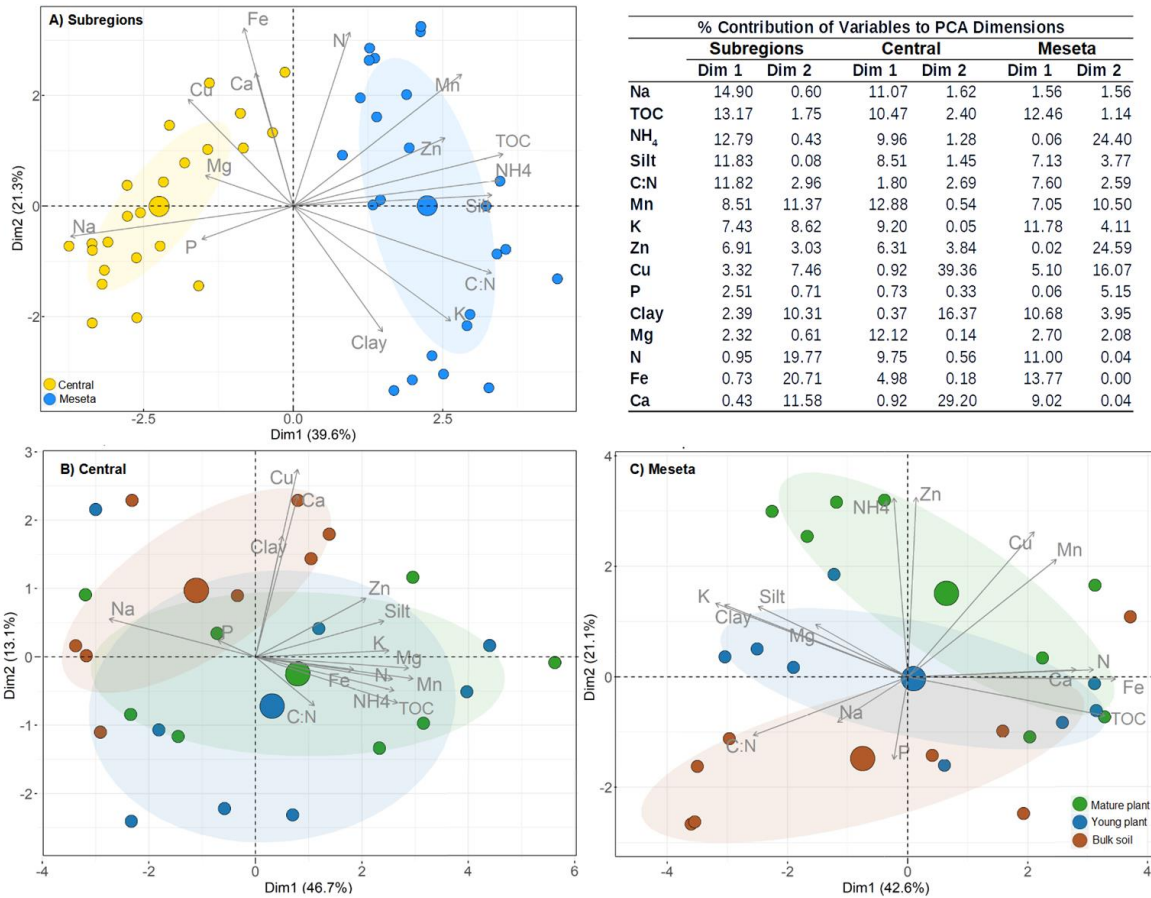 A) Subregions
Fe
N
Ca
Cu
Mn
Zn
TOC
NH4
Mg
Silt
Na
P
C:N
K
Clay
2
0
-2
Dim2 (21.3%)
-2.5
0.0
2.5
Dim1 (39.6%)
Central
Meseta
% Contribution of Variables to PCA Dimensions
Subregions Central Meseta
Dim 1 Dim 2 Dim 1 Dim 2 Dim 1 Dim 2
Na 14.90 0.60 11.07 1.62 1.56 1.56
TOC 13.17 1.75 10.47 2.40 12.46 1.14
NH4 12.79 0.43 9.96 1.28 0.06 24.40
Silt 11.83 0.08 8.51 1.45 7.13 3.77
C:N 11.82 2.96 1.80 2.69 7.60 2.59
Mn 8.51 11.37 12.88 0.54 7.05 10.50
K 7.43 8.62 9.20 0.05 11.78 4.11
Zn 6.91 3.03 6.31 3.84 0.02 24.59
Cu 3.32 7.46 0.92 39.36 5.10 16.07
P 2.51 0.71 0.73 0.33 0.06 5.15
Clay 2.39 10.31 0.37 16.37 10.68 3.95
Mg 2.32 0.61 12.12 0.14 2.70 2.08
N 0.95 19.77 9.75 0.56 11.00 0.04
Fe 0.73 20.71 4.98 0.18 13.77 0.00
Ca 0.43 11.58 0.92 29.20 9.02 0.04
B) Central
Cu
Ca
Clay
Zn
Silt
Na
P
K
Mg
N
Fe
Mn
NH4
TOC
C:N
3
2
1
0
-1
-2
Dim2 (13.1%)
-4
-2
0
2
4
6
Dim1 (46.7%)
C) Meseta
NH4
Zn
Cu
Mn
K
Silt
Clay
Mg
N
Ca
Fe
Na
TOC
C:N
P
4
2
0
-2
Dim2 (21.1%)
-4
-2
0
2
4
Dim1 (42.6%)
Mature plant
Young plant
Bulk soil